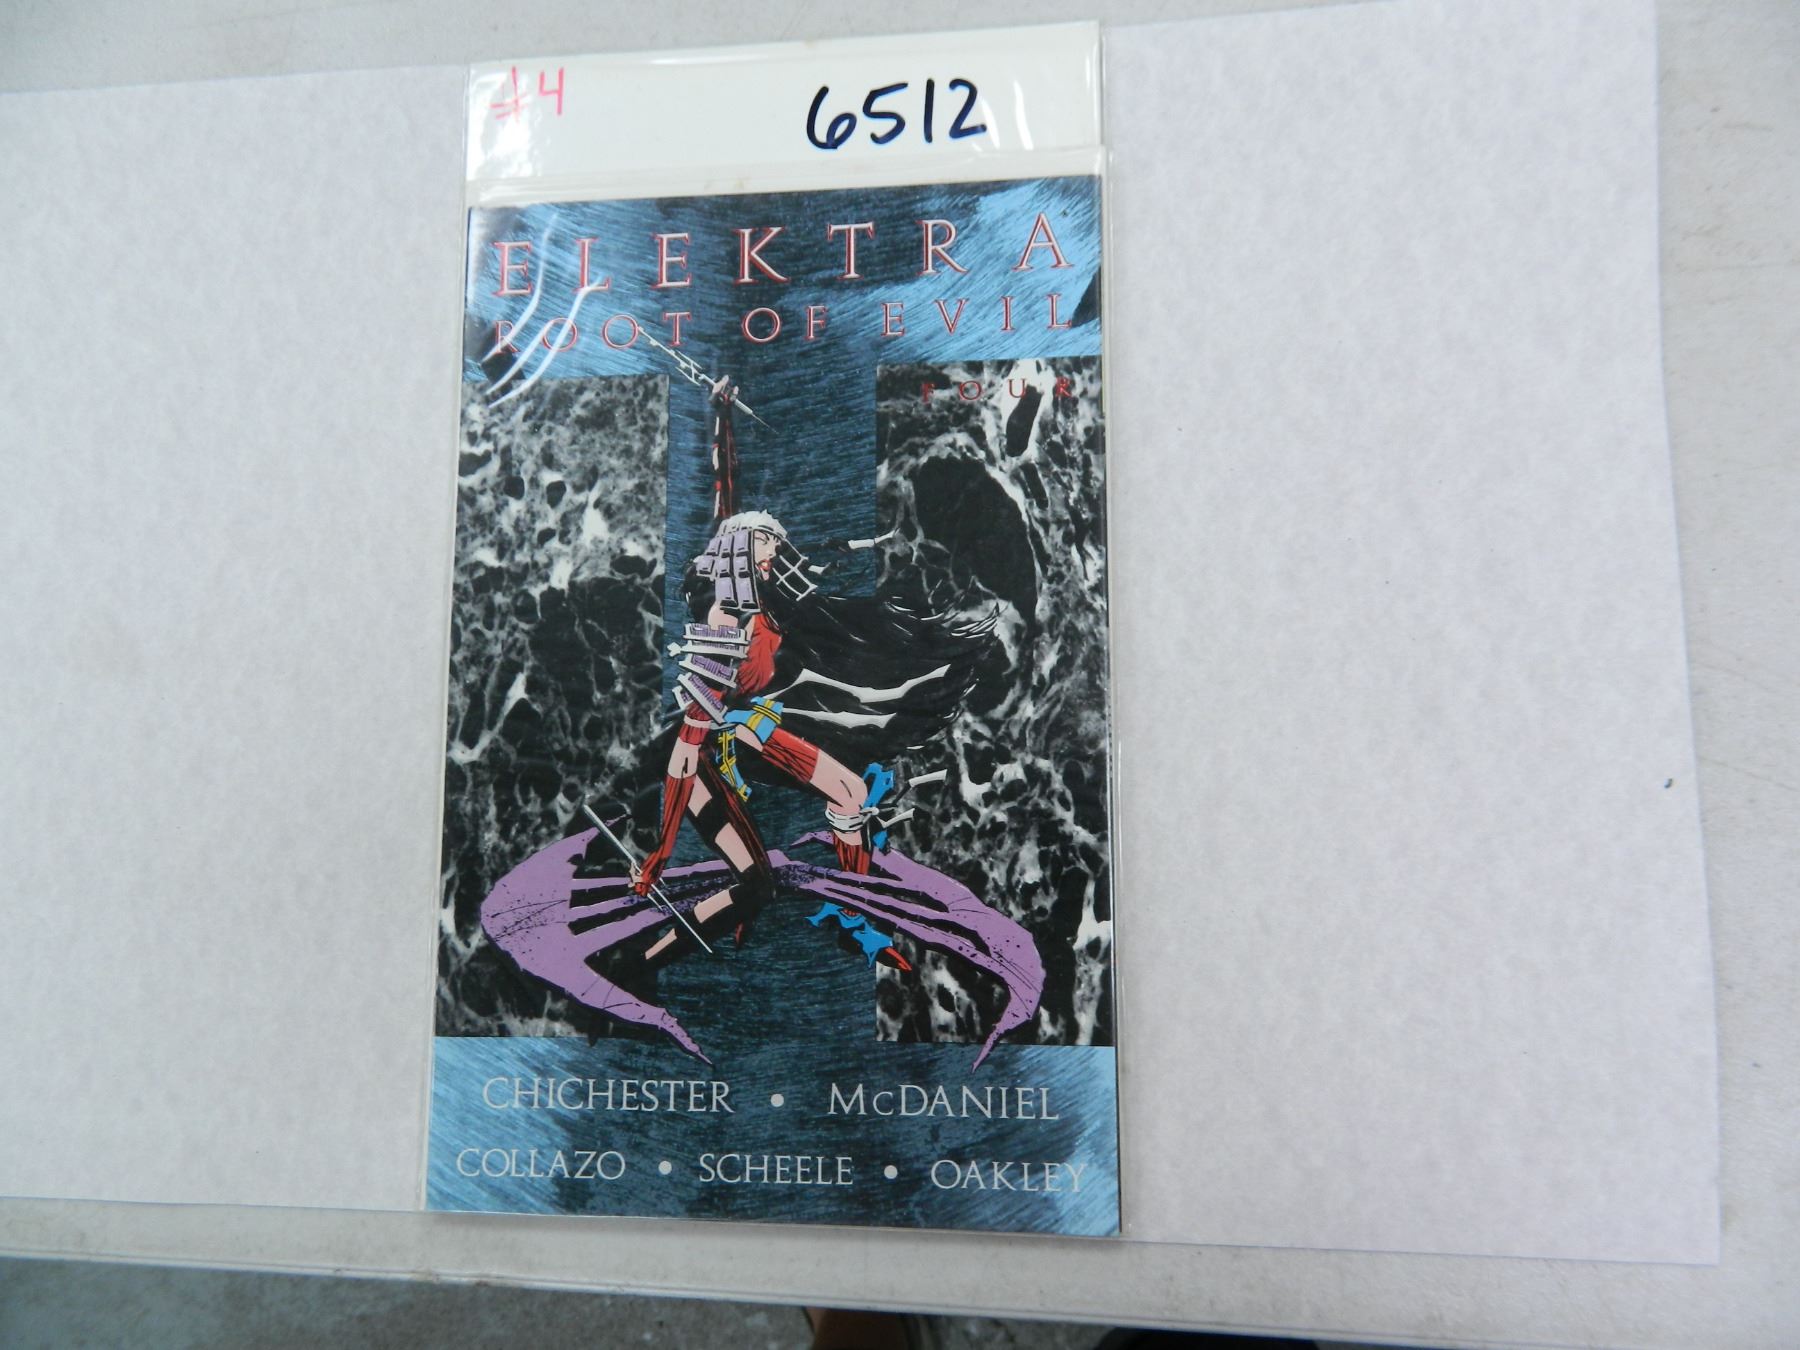 #4
6512
ELEKTRA
ROOT OF EVIL
FOUR
CHICHESTER • McDANIEL
COLLAZO • SCHEELE • OAKLEY